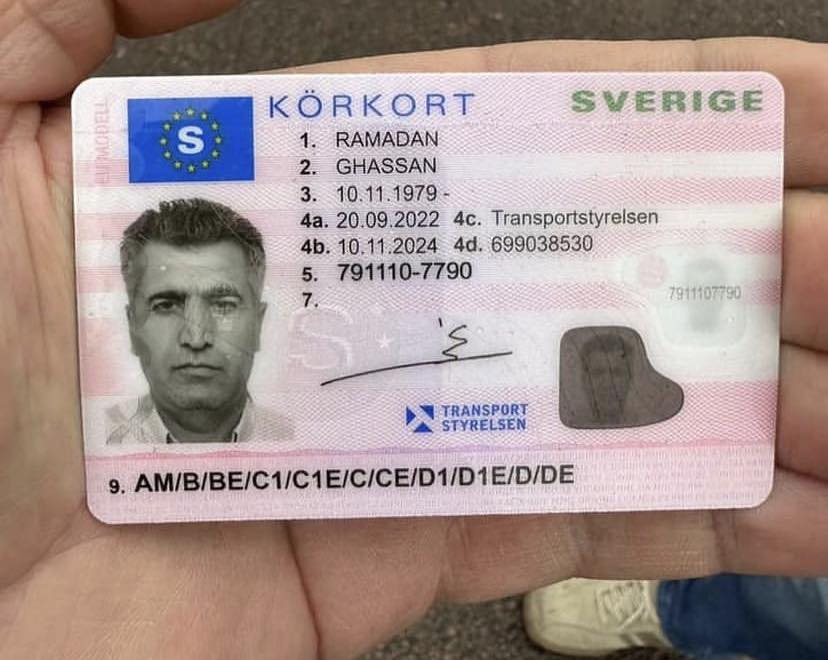 EU MODELL
S
KÖRKORT
SVERIGE
1. RAMADAN
2. GHASSAN
3. 10.11.1979 -
4a. 20.09.2022 4c. Transportstyrelsen
4b. 10.11.2024 4d. 699038530
5. 791110-7790
7.
7911107790
S
TRANSPORT
STYRELSEN
9. AM/B/BE/C1/C1E/C/CE/D1/D1E/D/DE